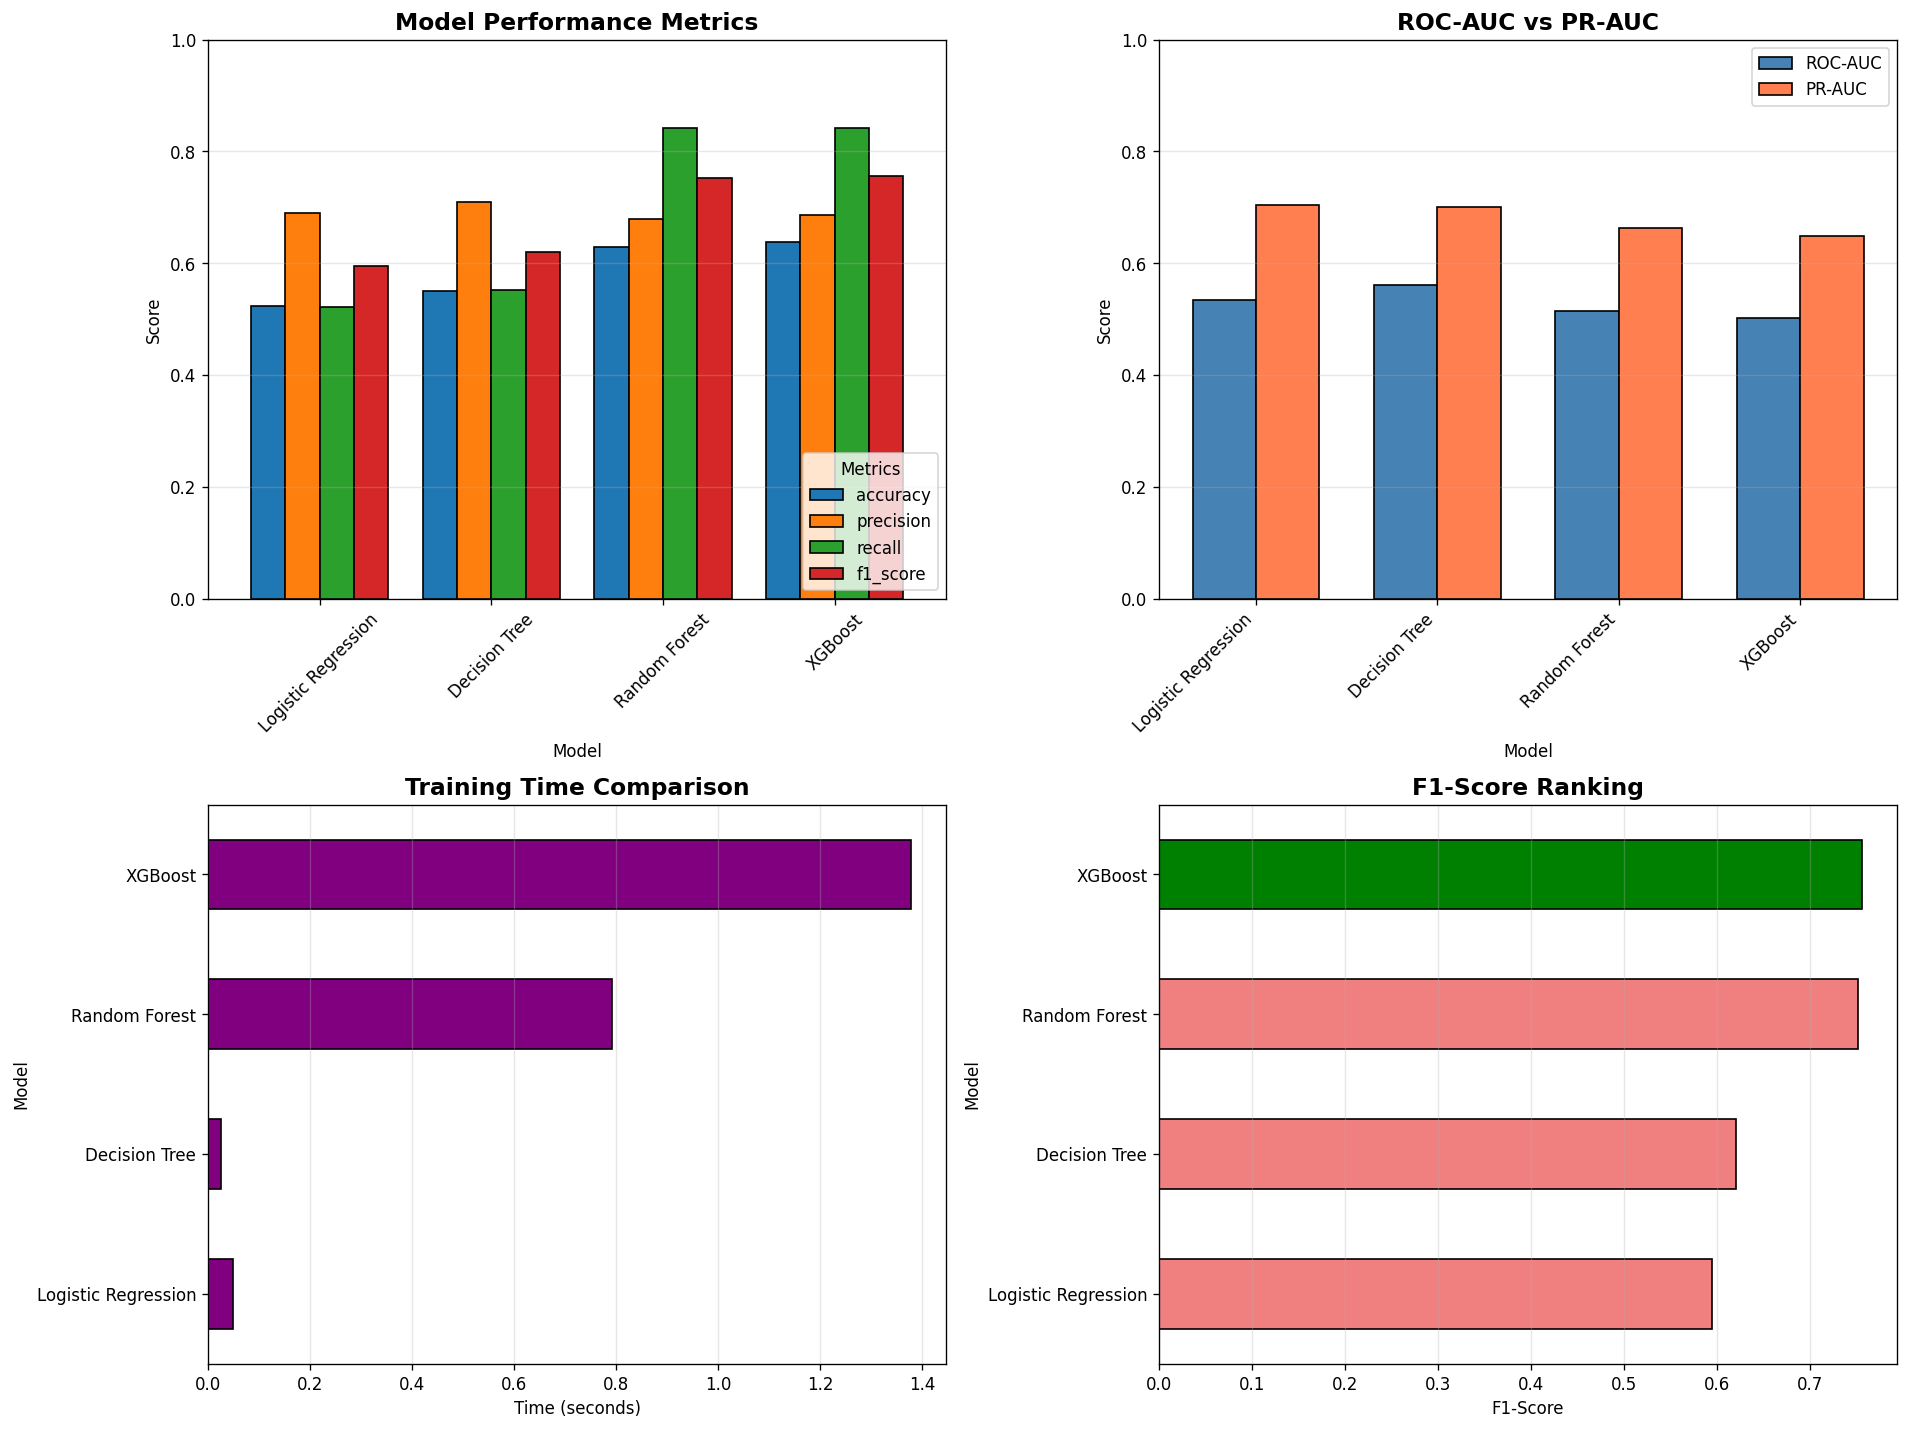 Model Performance Metrics
1.0
0.8
0.6
0.4
0.2
0.0
Score
Metrics
accuracy
precision
recall
f1_score
Logistic Regression
Decision Tree
Random Forest
XGBoost
Model
ROC-AUC vs PR-AUC
1.0
0.8
0.6
0.4
0.2
0.0
Score
ROC-AUC
PR-AUC
Logistic Regression
Decision Tree
Random Forest
XGBoost
Model
Training Time Comparison
Model
XGBoost
Random Forest
Decision Tree
Logistic Regression
0.0 0.2 0.4 0.6 0.8 1.0 1.2 1.4
Time (seconds)
F1-Score Ranking
Model
XGBoost
Random Forest
Decision Tree
Logistic Regression
0.0 0.1 0.2 0.3 0.4 0.5 0.6 0.7
F1-Score